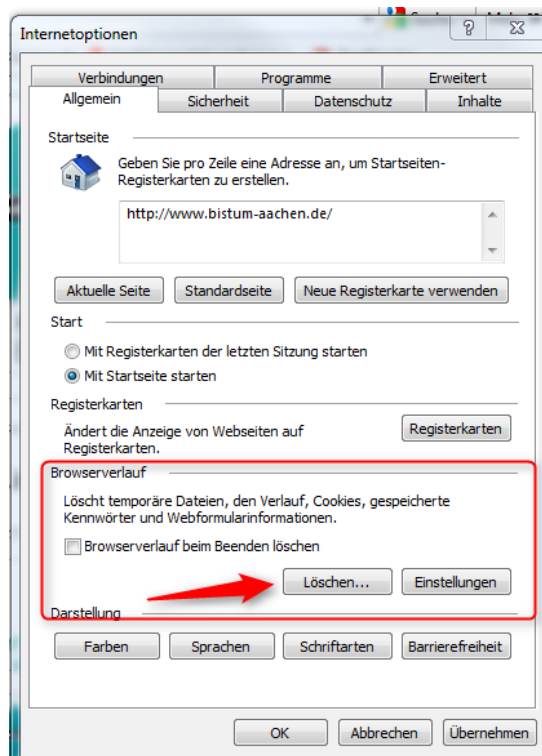 Internetoptionen
Verbindungen Programme Erweitert
Allgemein Sicherheit Datenschutz Inhalte
Startseite
Geben Sie pro Zeile eine Adresse an, um Startseiten-
Registerkarten zu erstellen.
http://www.bistum-aachen.de/
Aktuelle Seite Standardseite Neue Registerkarte verwenden
Start
Mit Registerkarten der letzten Sitzung starten
Mit Startseite starten
Registerkarten
Ändert die Anzeige von Webseiten auf
Registerkarten.
Registerkarten
Browserverlauf
Löscht temporäre Dateien, den Verlauf, Cookies, gespeicherte
Kennwörter und Webformularinformationen.
Browserverlauf beim Beenden löschen
Löschen... Einstellungen
Darstellung
Farben Sprachen Schriftarten Barrierefreiheit
OK Abbrechen Übernehmen